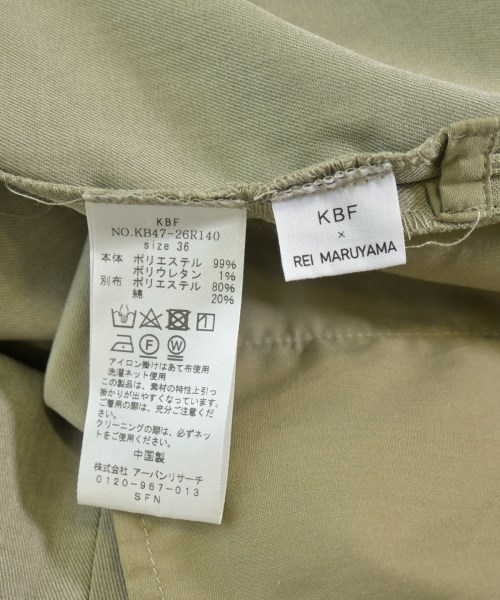 KBF
NO.KB47-26R140
size 36
本体 ポリエステル 99%
ポリウレタン 1%
別布 ポリエステル 80%
綿 20%
F W
アイロン掛けはあて布使用
洗濯ネット使用
この製品は、素材の特性上引っ
掛かりが出やすくなっています。
ご着用の際は、充分ご注意くださ
い。
クリーニングの際は、必ずネッ
トをご使用ください。
中国製
株式会社 アーバンリサーチ
0120-967-013
SFN
KBF
×
REI MARUYAMA